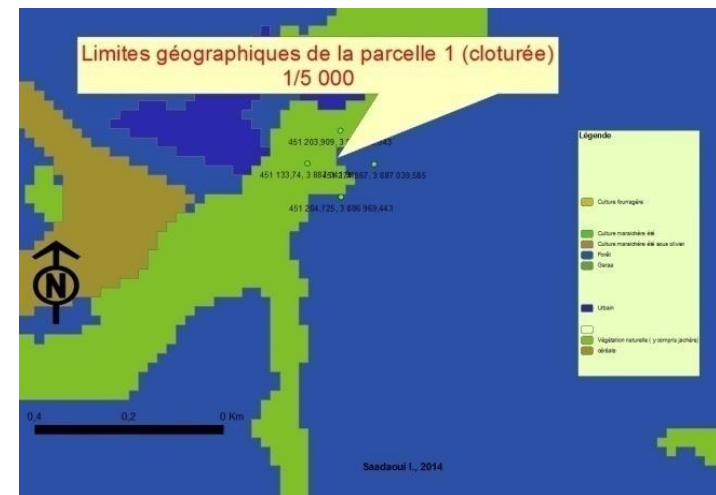 Limites géographiques de la parcelle 1 (cloturée)
1/5 000
451 203,909, 3
451 133,74, 3
3 887 039,585
451 204,725, 3 886 969,443
Légende
Culture fourragère
Culture maraichère été
Culture maraichère été sous olivier
Forêt
Garaa
Urbain
Végétation naturelle ( y compris jachère)
céréale
N
0,4 0,2 0 Km
Saadaoui I., 2014